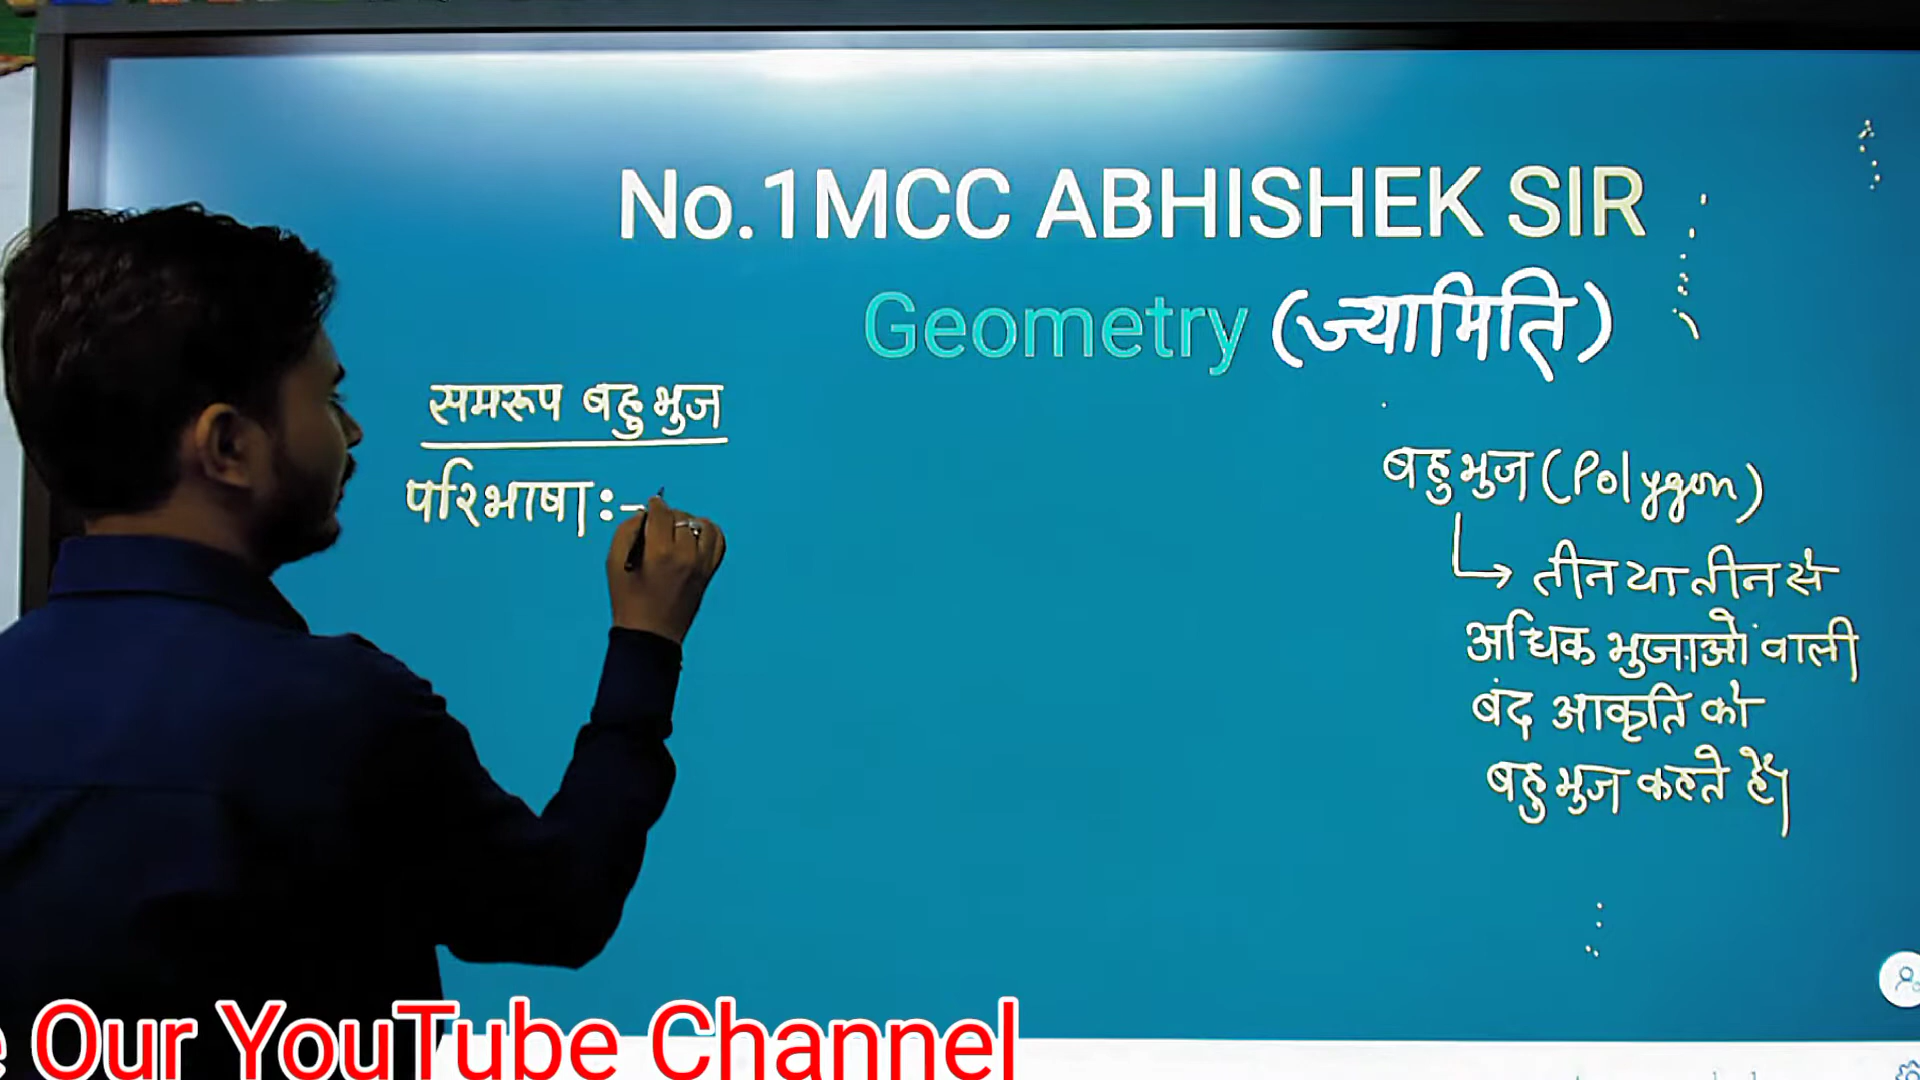 No.1MCC ABHISHEK SIR
Geometry (ज्यामिति)
समरूप बहुभुज
परिभाषा:-
बहुभुज (Polygon)
→ तीन या तीन से
अधिक भुजाओं वाली
बंद आकृति को
बहुभुज कहते हैं।
Our YouTube Channel